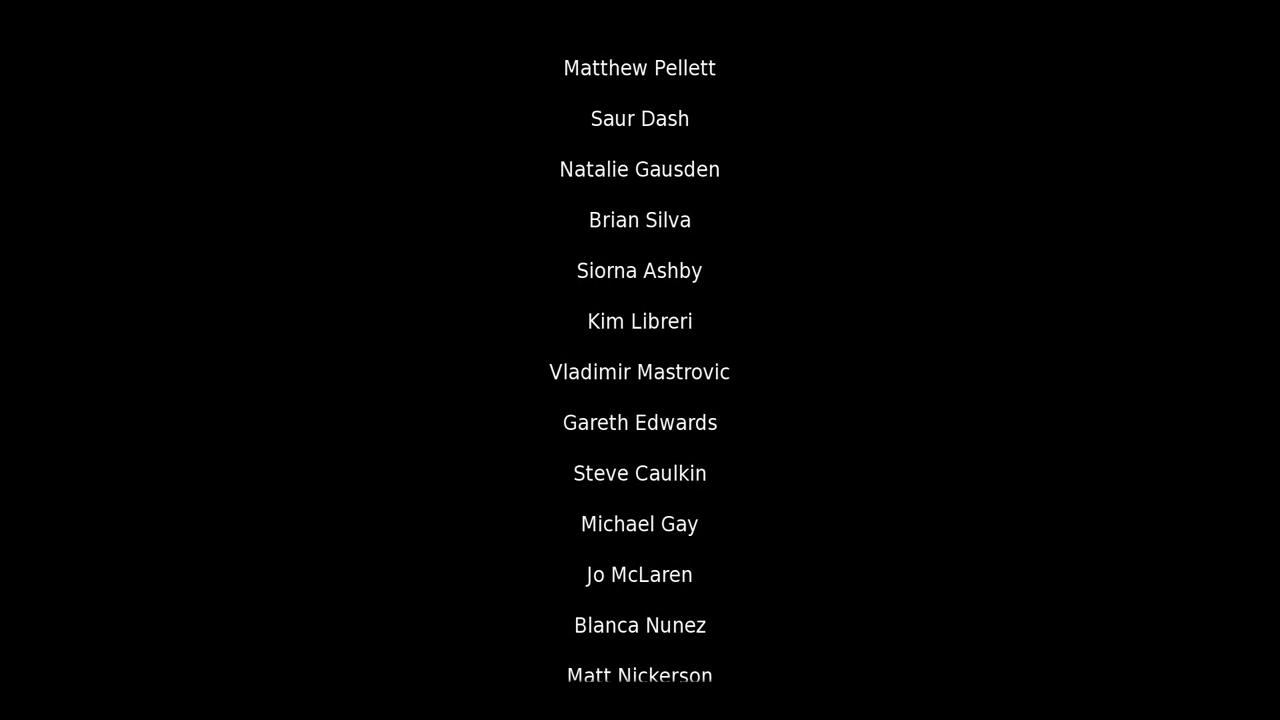 Matthew Pellett
Saur Dash
Natalie Gausden
Brian Silva
Siorna Ashby
Kim Libreri
Vladimir Mastrovic
Gareth Edwards
Steve Caulkin
Michael Gay
Jo McLaren
Blanca Nunez
Matt Nickerson